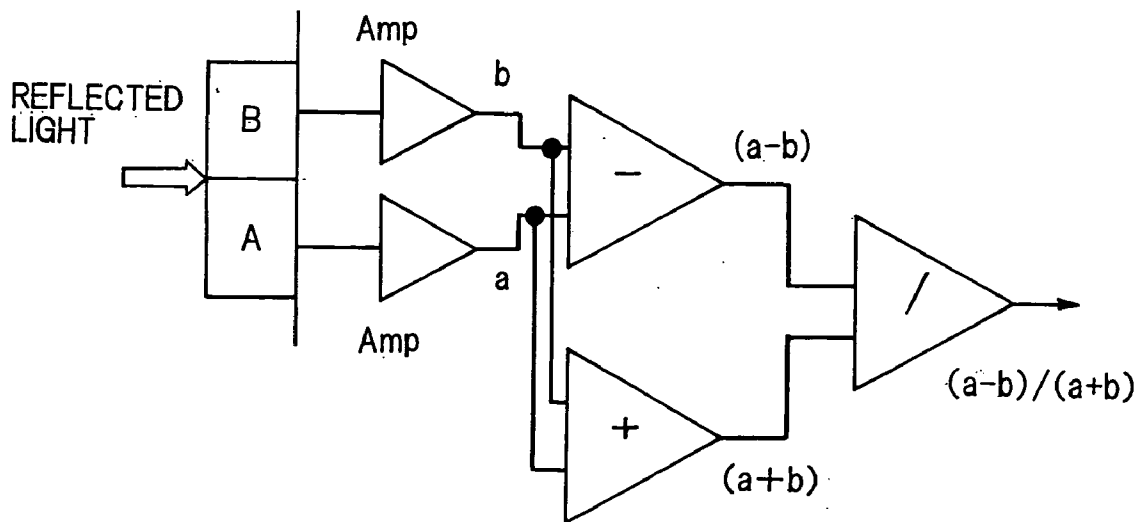 Amp
b
REFLECTED
LIGHT
B
(a-b)
−
A
a
/
Amp
(a-b)/(a+b)
+
(a+b)